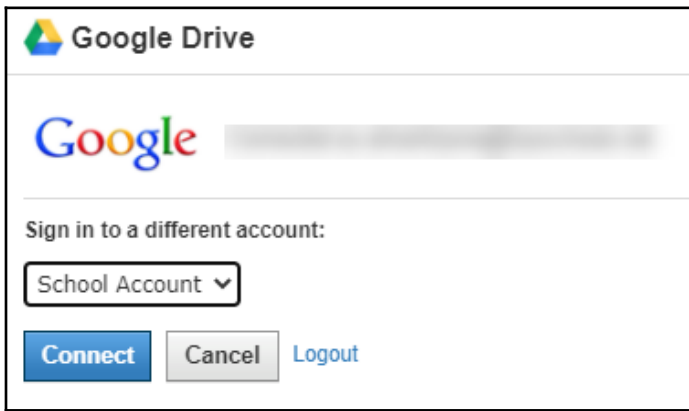 Google Drive
Google
Sign in to a different account:
School Account
Connect Cancel Logout